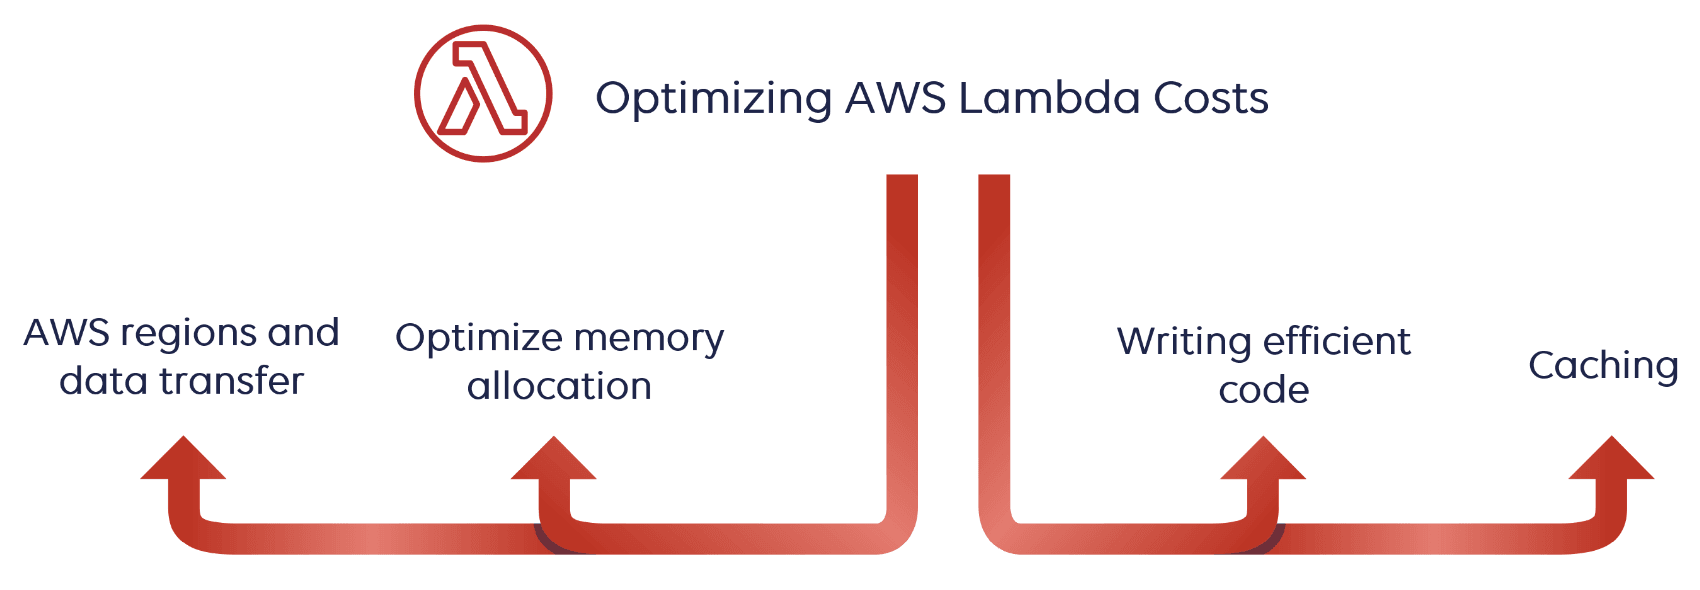 Optimizing AWS Lambda Costs
AWS regions and
data transfer
Optimize memory
allocation
Writing efficient
code
Caching